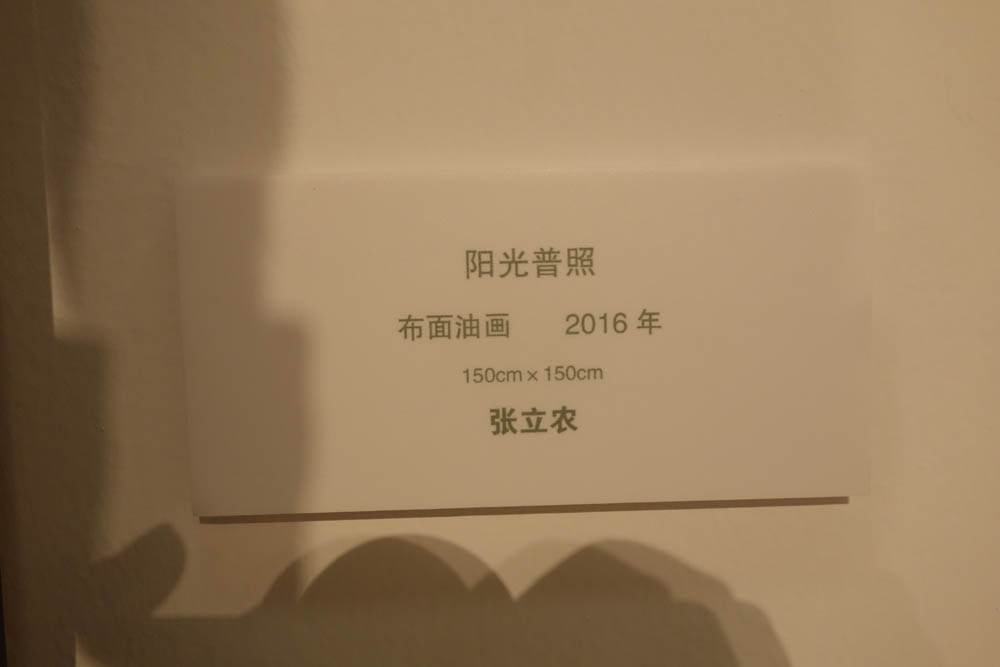 阳光普照
布面油画 2016 年
150cm × 150cm
张立农